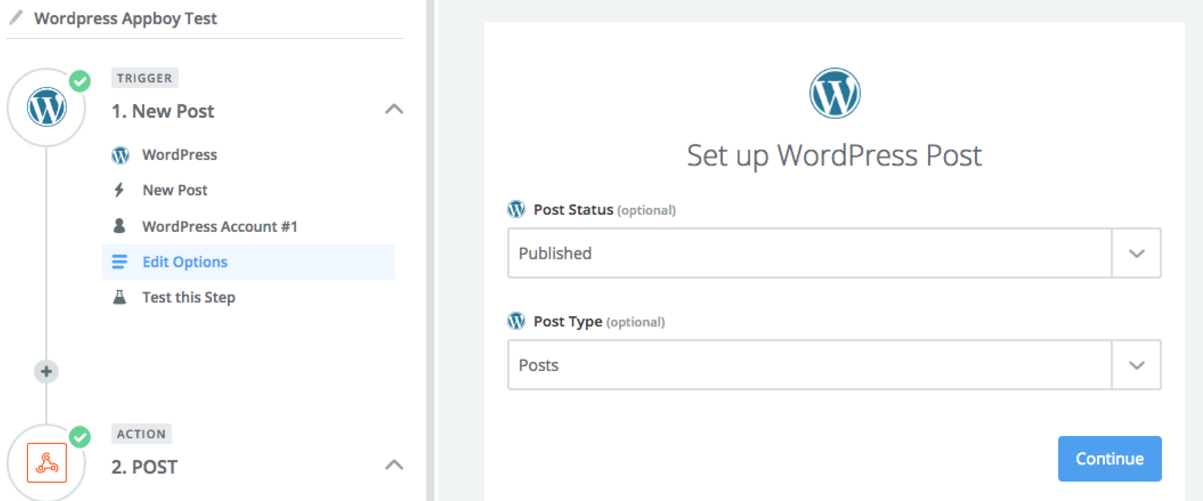 Wordpress Appboy Test
TRIGGER
1. New Post
WordPress
New Post
WordPress Account #1
Edit Options
Test this Step
ACTION
2. POST
Set up WordPress Post
Post Status (optional)
Published
Post Type (optional)
Posts
Continue